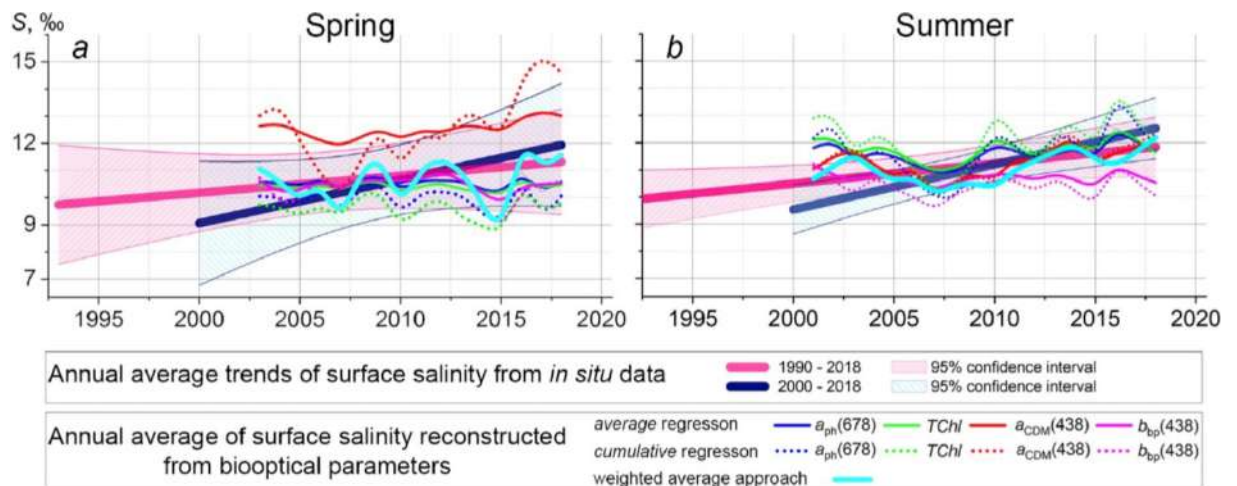 S, ‰ Spring Summer
a b
15
12
9
7
1995 2000 2005 2010 2015 2020 1995 2000 2005 2010 2015 2020
Annual average trends of surface salinity from in situ data
1990 - 2018 95% confidence interval
2000 - 2018 95% confidence interval
Annual average of surface salinity reconstructed
from biooptical parameters
average regresson aph(678) TChl aCDM(438) bbp(438)
cumulative regresson aph(678) TChl aCDM(438) bbp(438)
weighted average approach